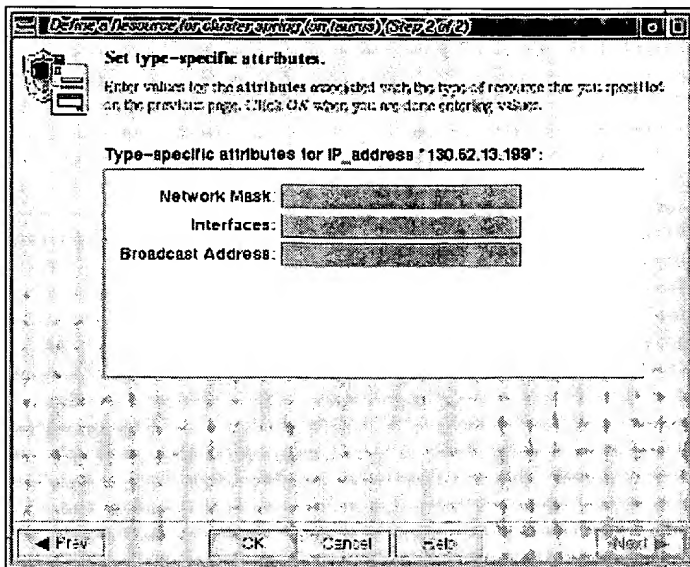 Define a Resource for cluster spring (on taurus) (Step 2 of 2)
Set type-specific attributes.
Enter values for the attributes associated with the type of resource that you specified
on the previous page. Click OK when you are done entering values.
Type-specific attributes for IP_address "130.62.13.199":
Network Mask:
Interfaces:
Broadcast Address:
Prev OK Cancel Help Next